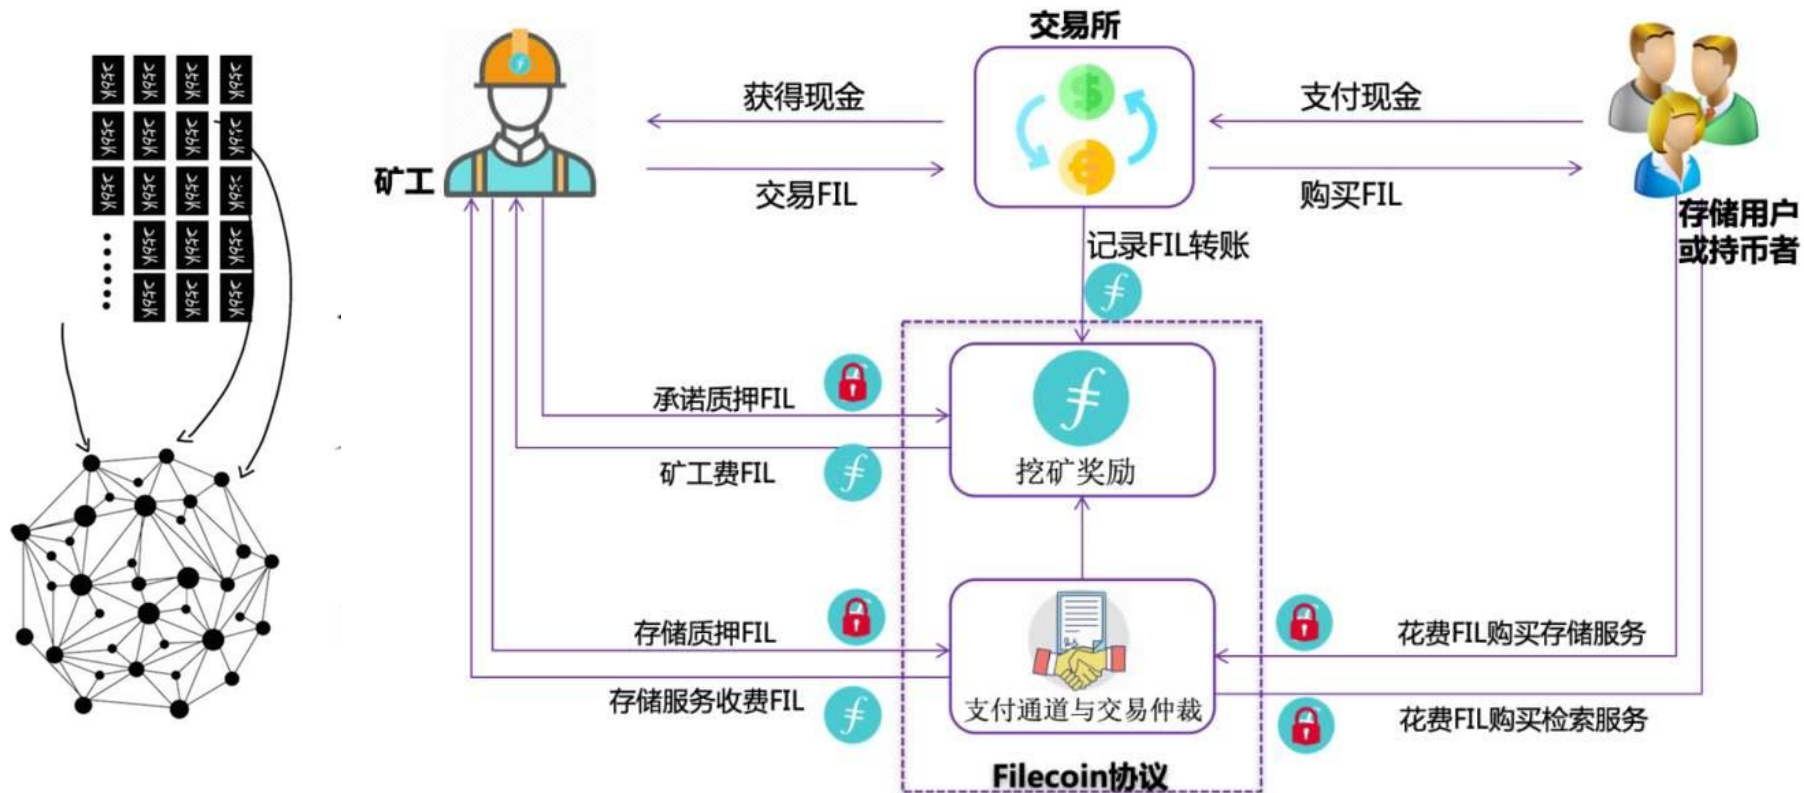 交易所
获得现金
支付现金
矿工
交易FIL
购买FIL
存储用户
或持币者
记录FIL转账
承诺质押FIL
矿工费FIL
挖矿奖励
存储质押FIL
花费FIL购买存储服务
存储服务收费FIL
支付通道与交易仲裁
花费FIL购买检索服务
Filecoin协议